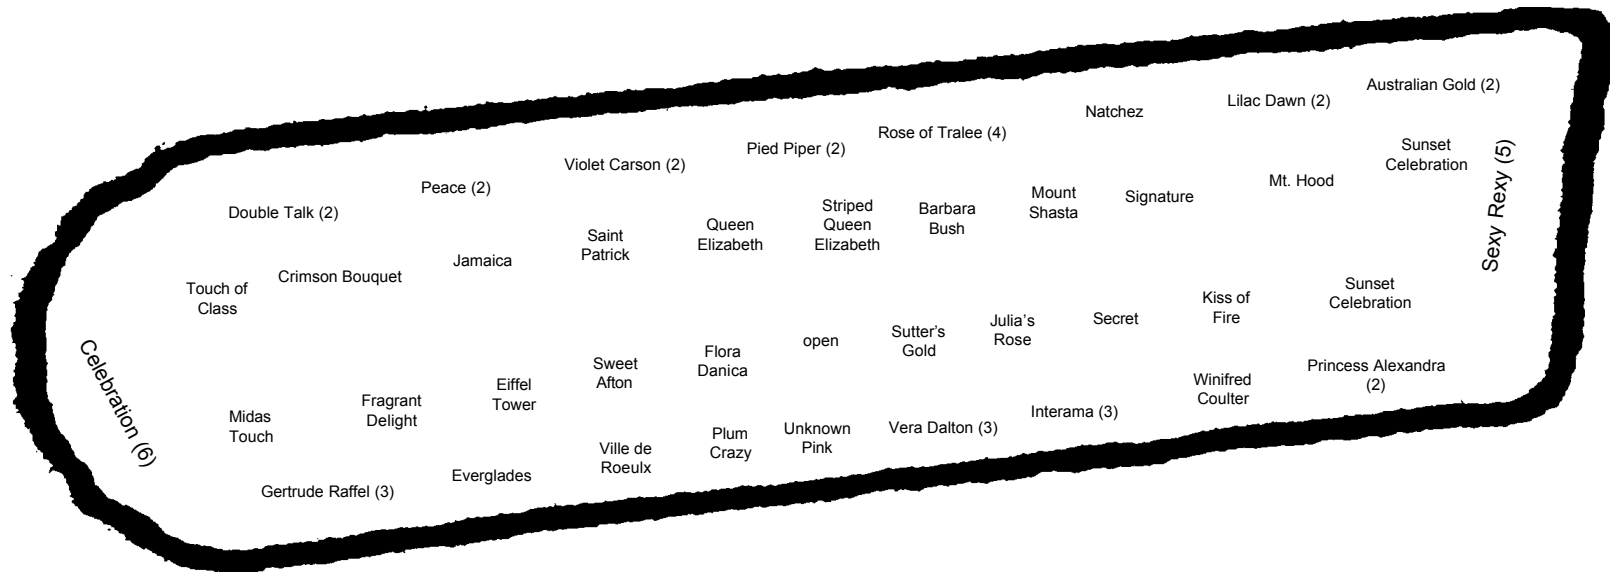 Australian Gold (2)
Lilac Dawn (2)
Natchez
Rose of Tralee (4)
Pied Piper (2)
Violet Carson (2)
Peace (2)
Double Talk (2)
Sunset
Celebration
Mt. Hood
Signature
Mount
Shasta
Barbara
Bush
Striped
Queen
Elizabeth
Queen
Elizabeth
Saint
Patrick
Jamaica
Crimson Bouquet
Touch of
Class
Sexy Rexy (5)
Celebration (6)
Sunset
Celebration
Kiss of
Fire
Secret
Julia’s
Rose
Sutter’s
Gold
open
Flora
Danica
Sweet
Afton
Eiffel
Tower
Fragrant
Delight
Midas
Touch
Princess Alexandra
(2)
Winifred
Coulter
Interama (3)
Vera Dalton (3)
Unknown
Pink
Plum
Crazy
Ville de
Roeulx
Everglades
Gertrude Raffel (3)